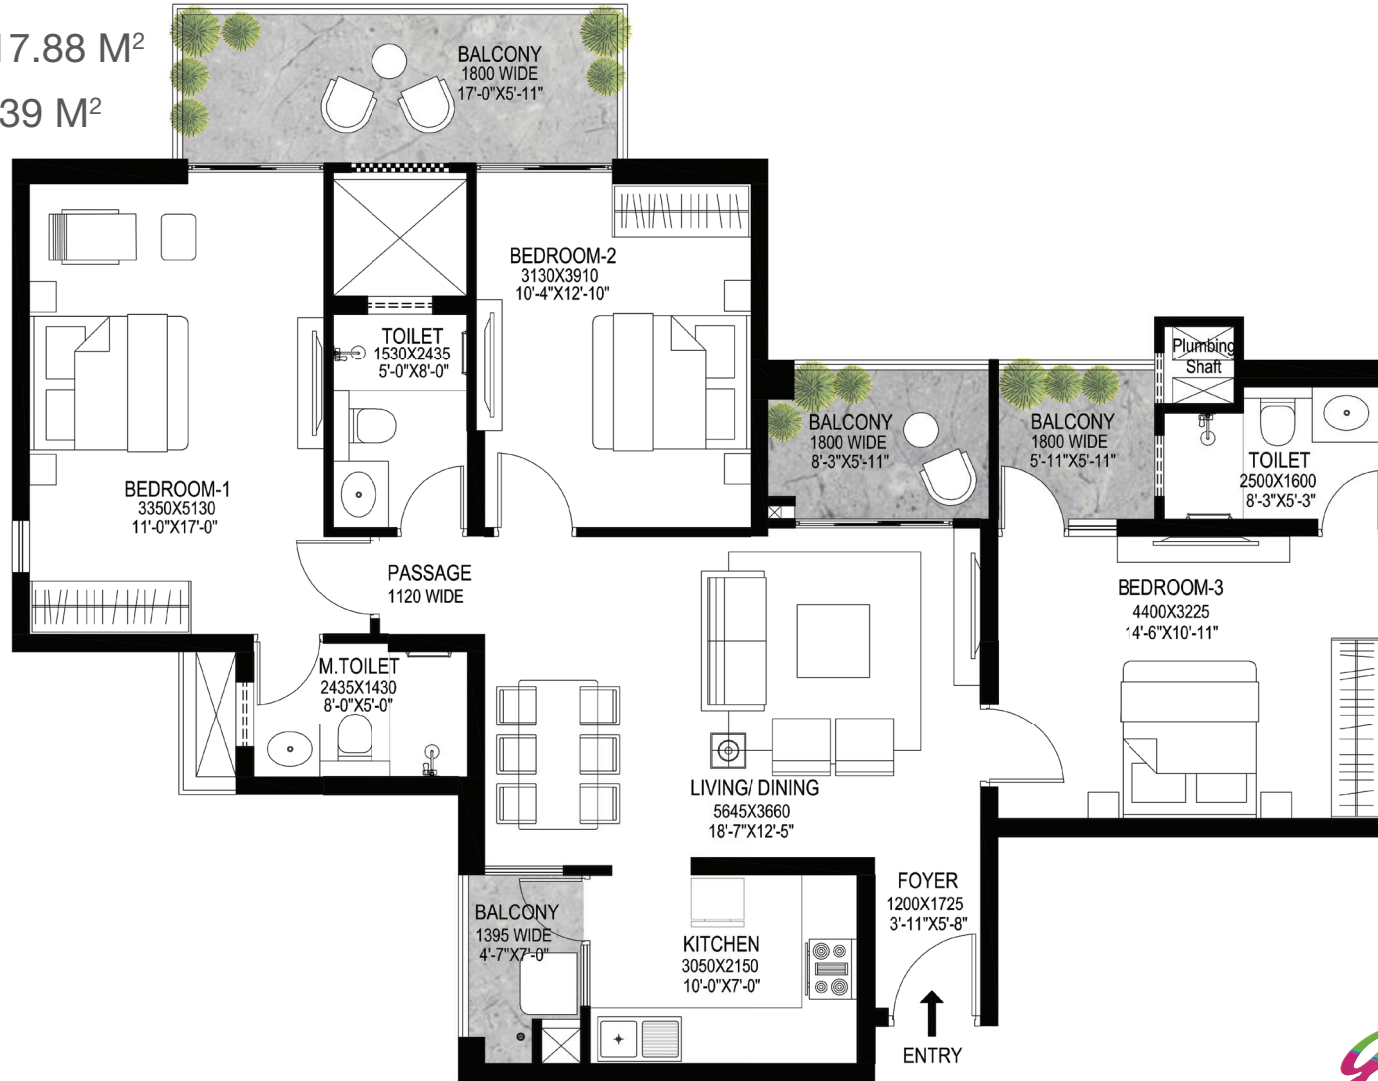 17.88 M²
39 M²
BALCONY
1800 WIDE
17'-0"X5'-11"
BEDROOM-2
3130X3910
10'-4"X12'-10"
TOILET
1530X2435
5'-0"X8'-0"
Plumbing
Shaft
BALCONY
1800 WIDE
8'-3"X5'-11"
BALCONY
1800 WIDE
5'-11"X5'-11"
TOILET
2500X1600
8'-3"X5'-3"
BEDROOM-1
3350X5130
11'-0"X17'-0"
PASSAGE
1120 WIDE
BEDROOM-3
4400X3225
14'-6"X10'-11"
M.TOILET
2435X1430
8'-0"X5'-0"
LIVING/ DINING
5645X3660
18'-7"X12'-5"
FOYER
1200X1725
3'-11"X5'-8"
BALCONY
1395 WIDE
4'-7"X7'-0"
KITCHEN
3050X2150
10'-0"X7'-0"
ENTRY